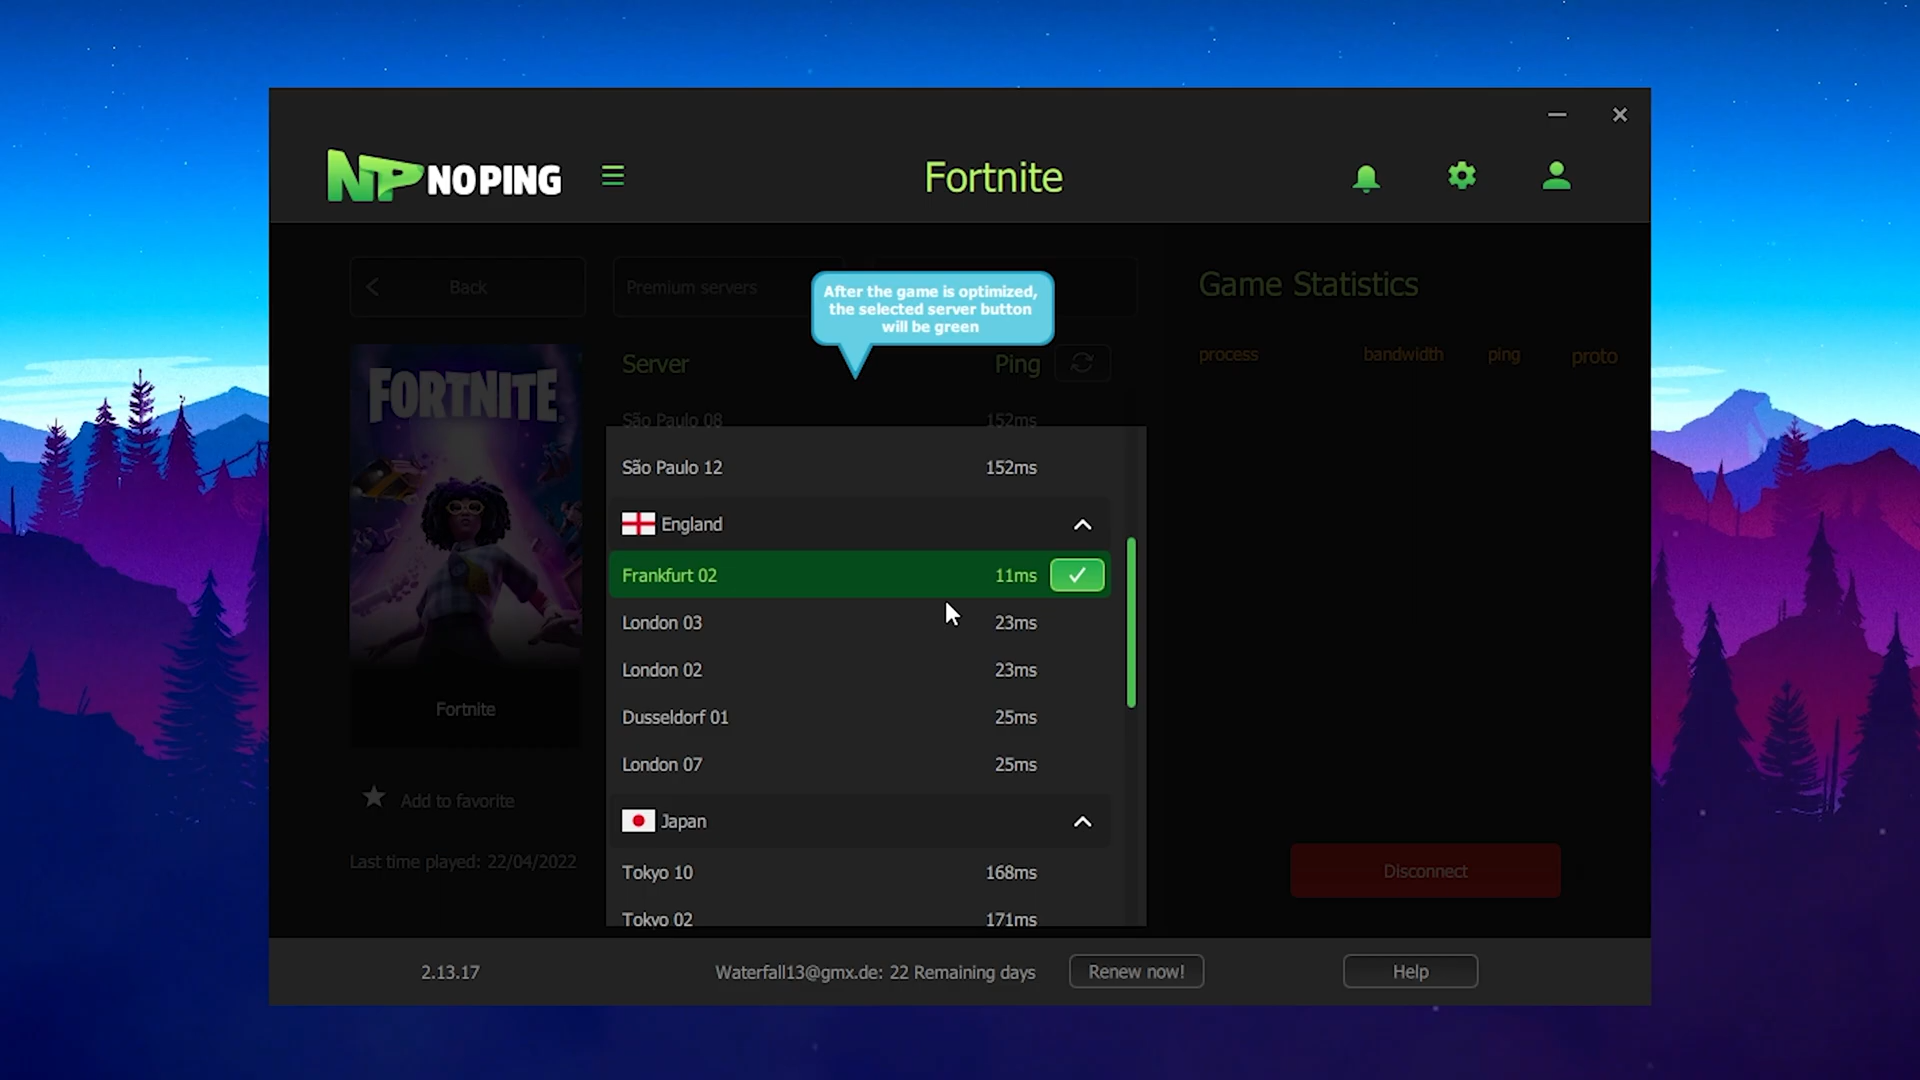 NP NOPING
Fortnite
Back
Premium servers
After the game is optimized,
the selected server button
will be green
Game Statistics
Server
Ping
process
bandwidth
ping
proto
FORTNITE
São Paulo 08
152ms
São Paulo 12
152ms
England
Frankfurt 02
11ms
London 03
23ms
London 02
23ms
Dusseldorf 01
25ms
London 07
25ms
Japan
Tokyo 10
168ms
Tokyo 02
171ms
Fortnite
Add to favorite
Last time played: 22/04/2022
Disconnect
2.13.17
Waterfall13@gmx.de: 22 Remaining days
Renew now!
Help